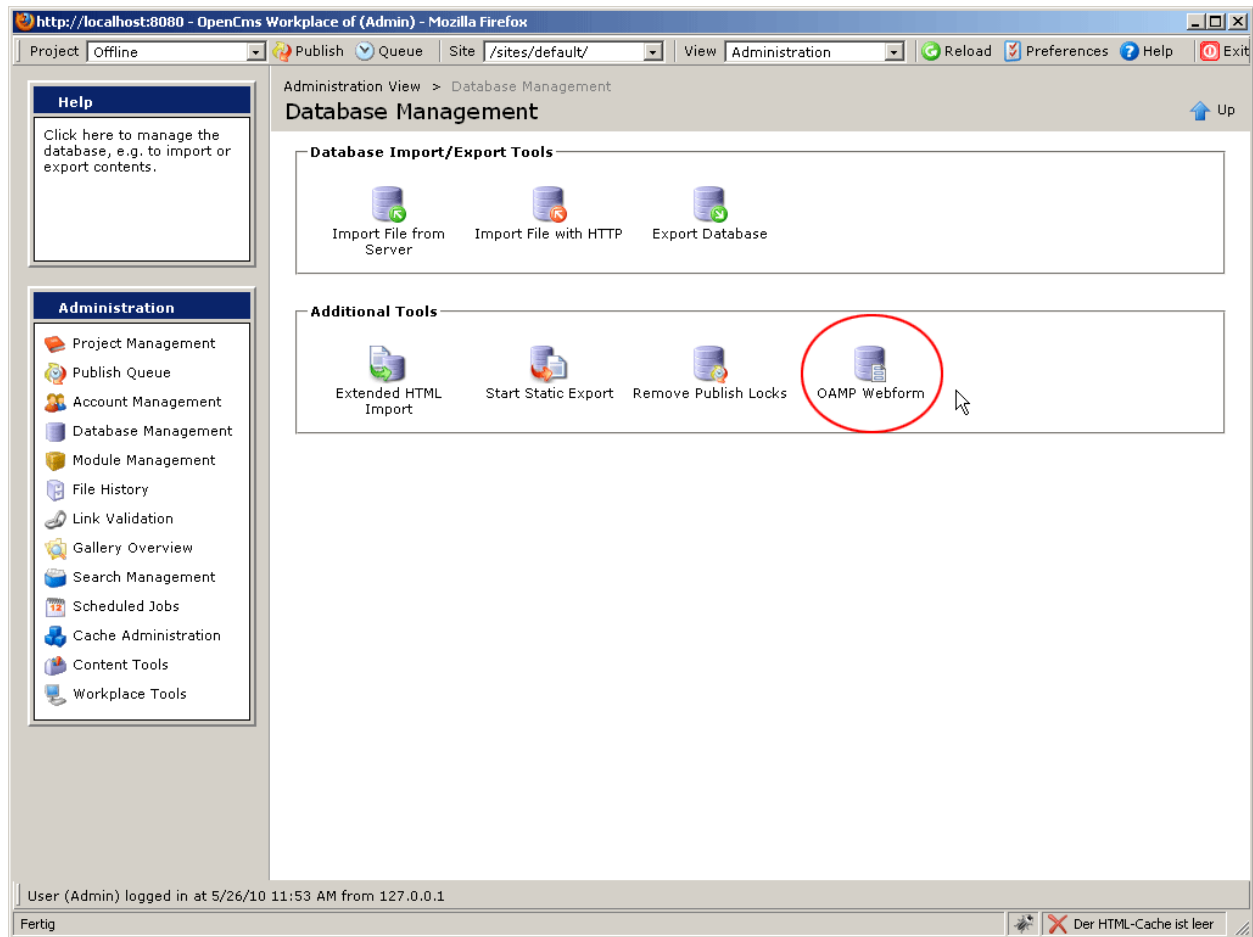 http://localhost:8080 - OpenCms Workplace of (Admin) - Mozilla Firefox
Project Offline Publish Queue Site /sites/default/ View Administration Reload Preferences Help Exit
Help
Click here to manage the
database, e.g. to import or
export contents.
Administration
Project Management
Publish Queue
Account Management
Database Management
Module Management
File History
Link Validation
Gallery Overview
Search Management
12
Scheduled Jobs
Cache Administration
Content Tools
Workplace Tools
Administration View > Database Management
Database Management
Up
Database Import/Export Tools
Import File from
Server
Import File with HTTP
Export Database
Additional Tools
Extended HTML
Import
Start Static Export
Remove Publish Locks
OAMP Webform
User (Admin) logged in at 5/26/10 11:53 AM from 127.0.0.1
Fertig
Der HTML-Cache ist leer